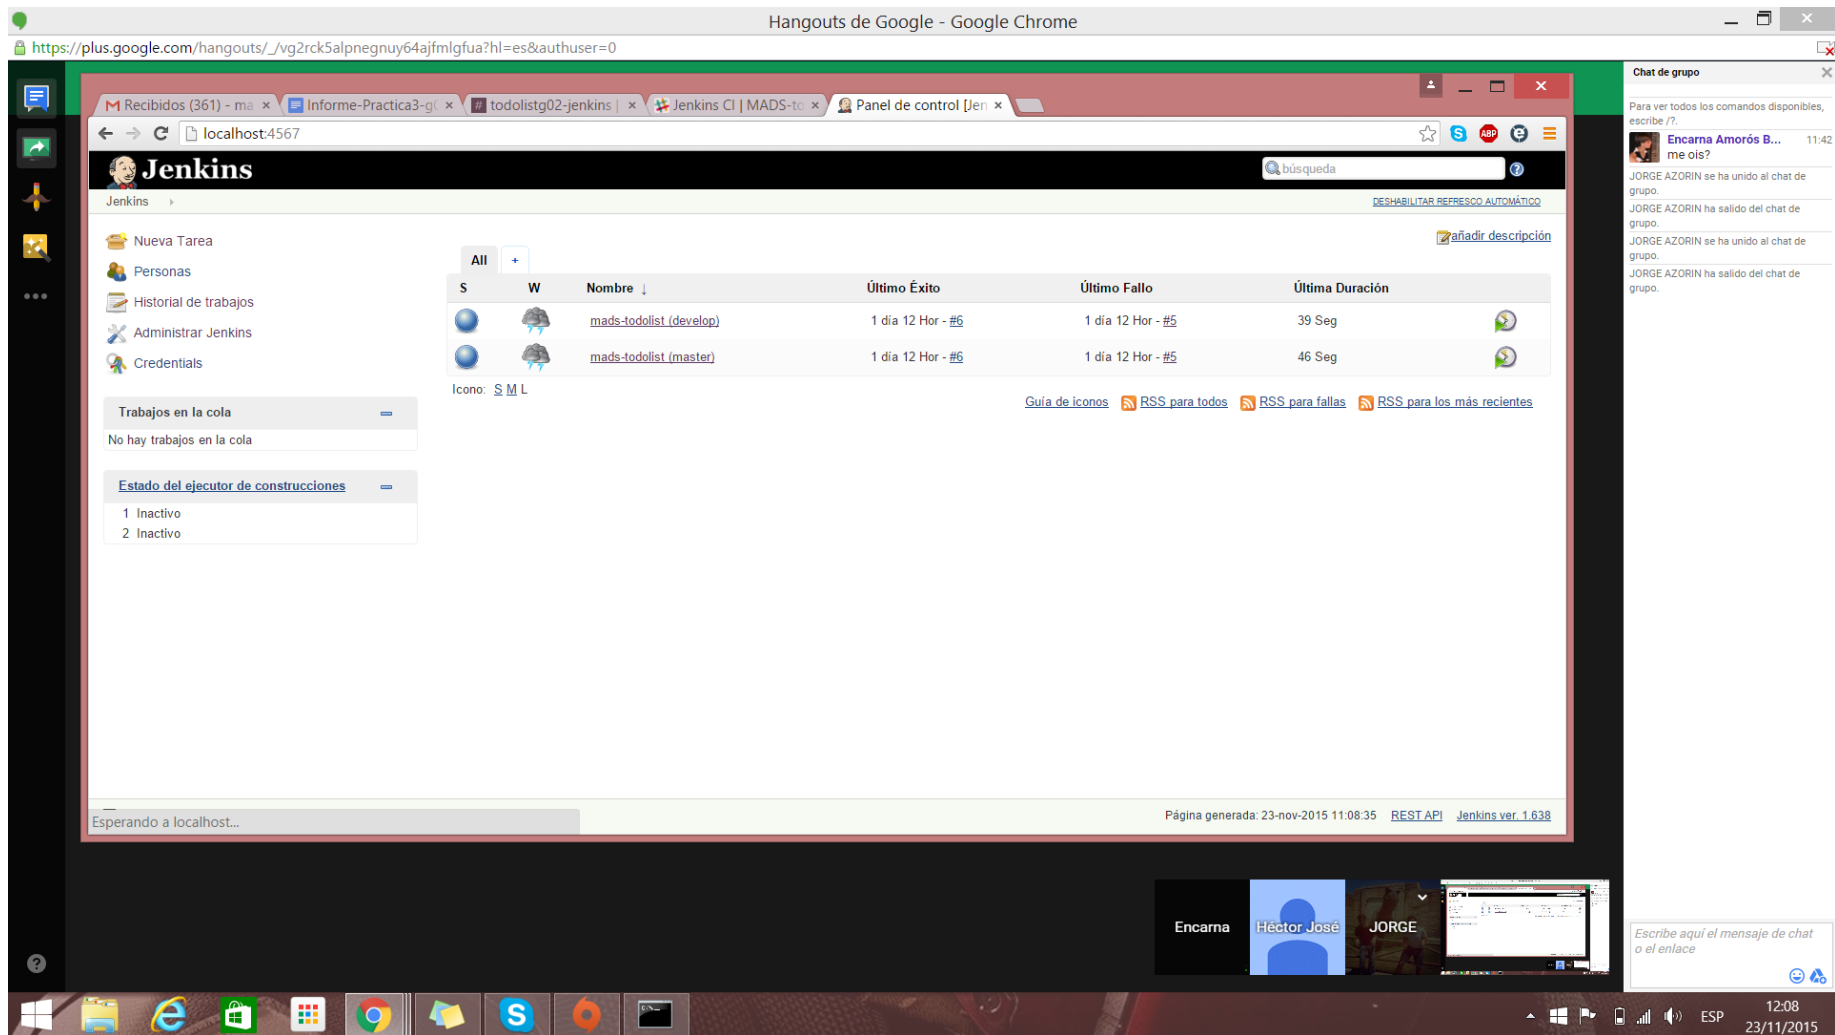 Hangouts de Google - Google Chrome
https://plus.google.com/hangouts/_/vg2rck5alpnegnuy64ajfmlgfua?hl=es&authuser=0
Recibidos (361) - ma
Informe-Practica3-g
todolistg02-jenkins |
Jenkins CI | MADS-to
Panel de control [Jen
localhost:4567
ABP
Jenkins
búsqueda
Jenkins
DESHABILITAR REFRESCO AUTOMÁTICO
Nueva Tarea
Personas
Historial de trabajos
Administrar Jenkins
Credentials
añadir descripción
All +
S W Nombre ↓ Último Éxito Último Fallo Última Duración
mads-todolist (develop) 1 día 12 Hor - #6 1 día 12 Hor - #5 39 Seg
mads-todolist (master) 1 día 12 Hor - #6 1 día 12 Hor - #5 46 Seg
Icono: S M L
Guía de iconos RSS para todos RSS para fallas RSS para los más recientes
Trabajos en la cola
No hay trabajos en la cola
Estado del ejecutor de construcciones
1 Inactivo
2 Inactivo
Esperando a localhost...
Página generada: 23-nov-2015 11:08:35 REST API Jenkins ver. 1.638
Chat de grupo
Para ver todos los comandos disponibles,
escribe /?.
Encarna Amorós B... 11:42
me ois?
JORGE AZORIN se ha unido al chat de
grupo.
JORGE AZORIN ha salido del chat de
grupo.
JORGE AZORIN se ha unido al chat de
grupo.
JORGE AZORIN ha salido del chat de
grupo.
Encarna
Héctor José
JORGE
Escribe aquí el mensaje de chat
o el enlace
ESP
12:08
23/11/2015